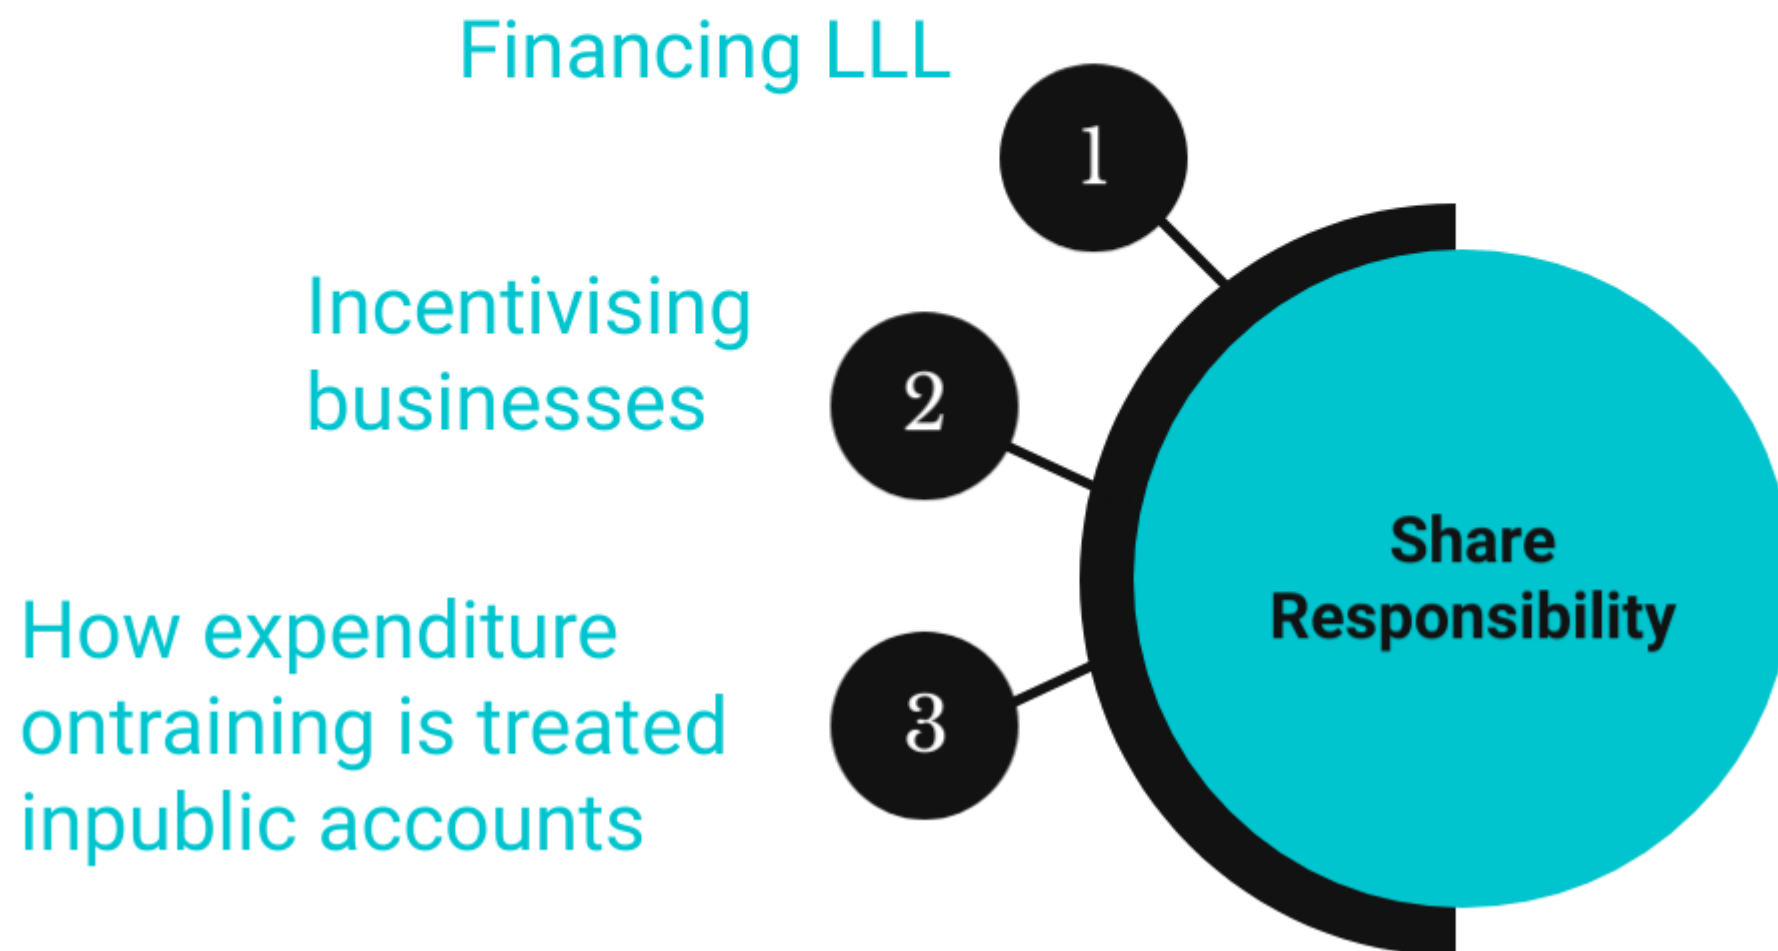 Financing LLL
1
Incentivising
businesses
2
How expenditure
ontraining is treated
inpublic accounts
3
Share
Responsibility